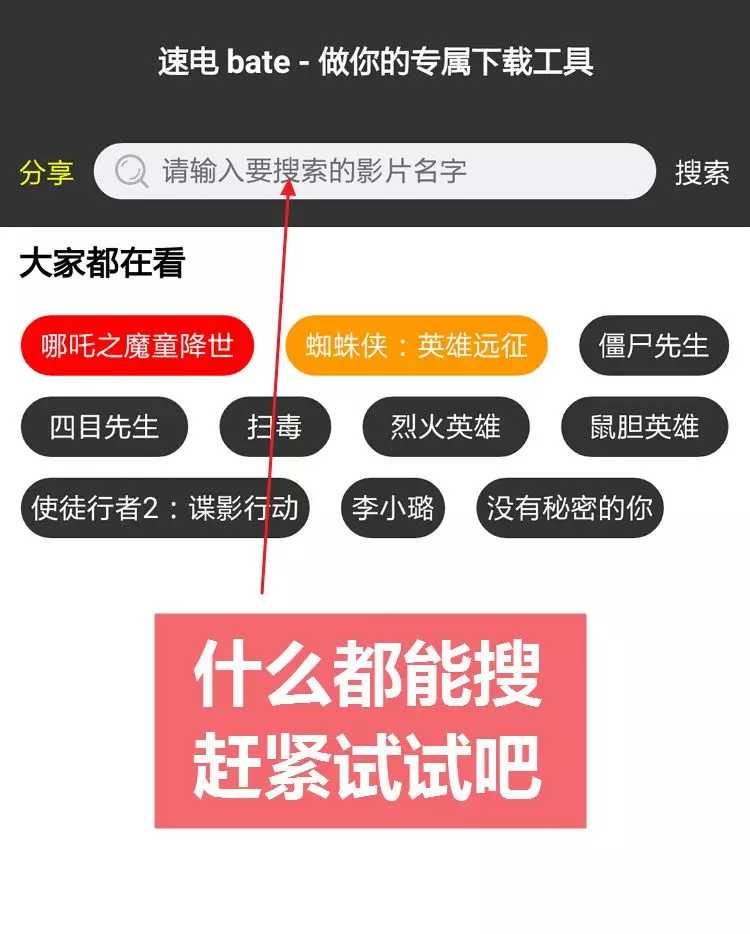 速电 bate - 做你的专属下载工具
分享 请输入要搜索的影片名字 搜索
大家都在看
哪吒之魔童降世 蜘蛛侠：英雄远征 僵尸先生
四目先生 扫毒 烈火英雄 鼠胆英雄
使徒行者2：谍影行动 李小璐 没有秘密的你
什么都能搜
赶紧试试吧